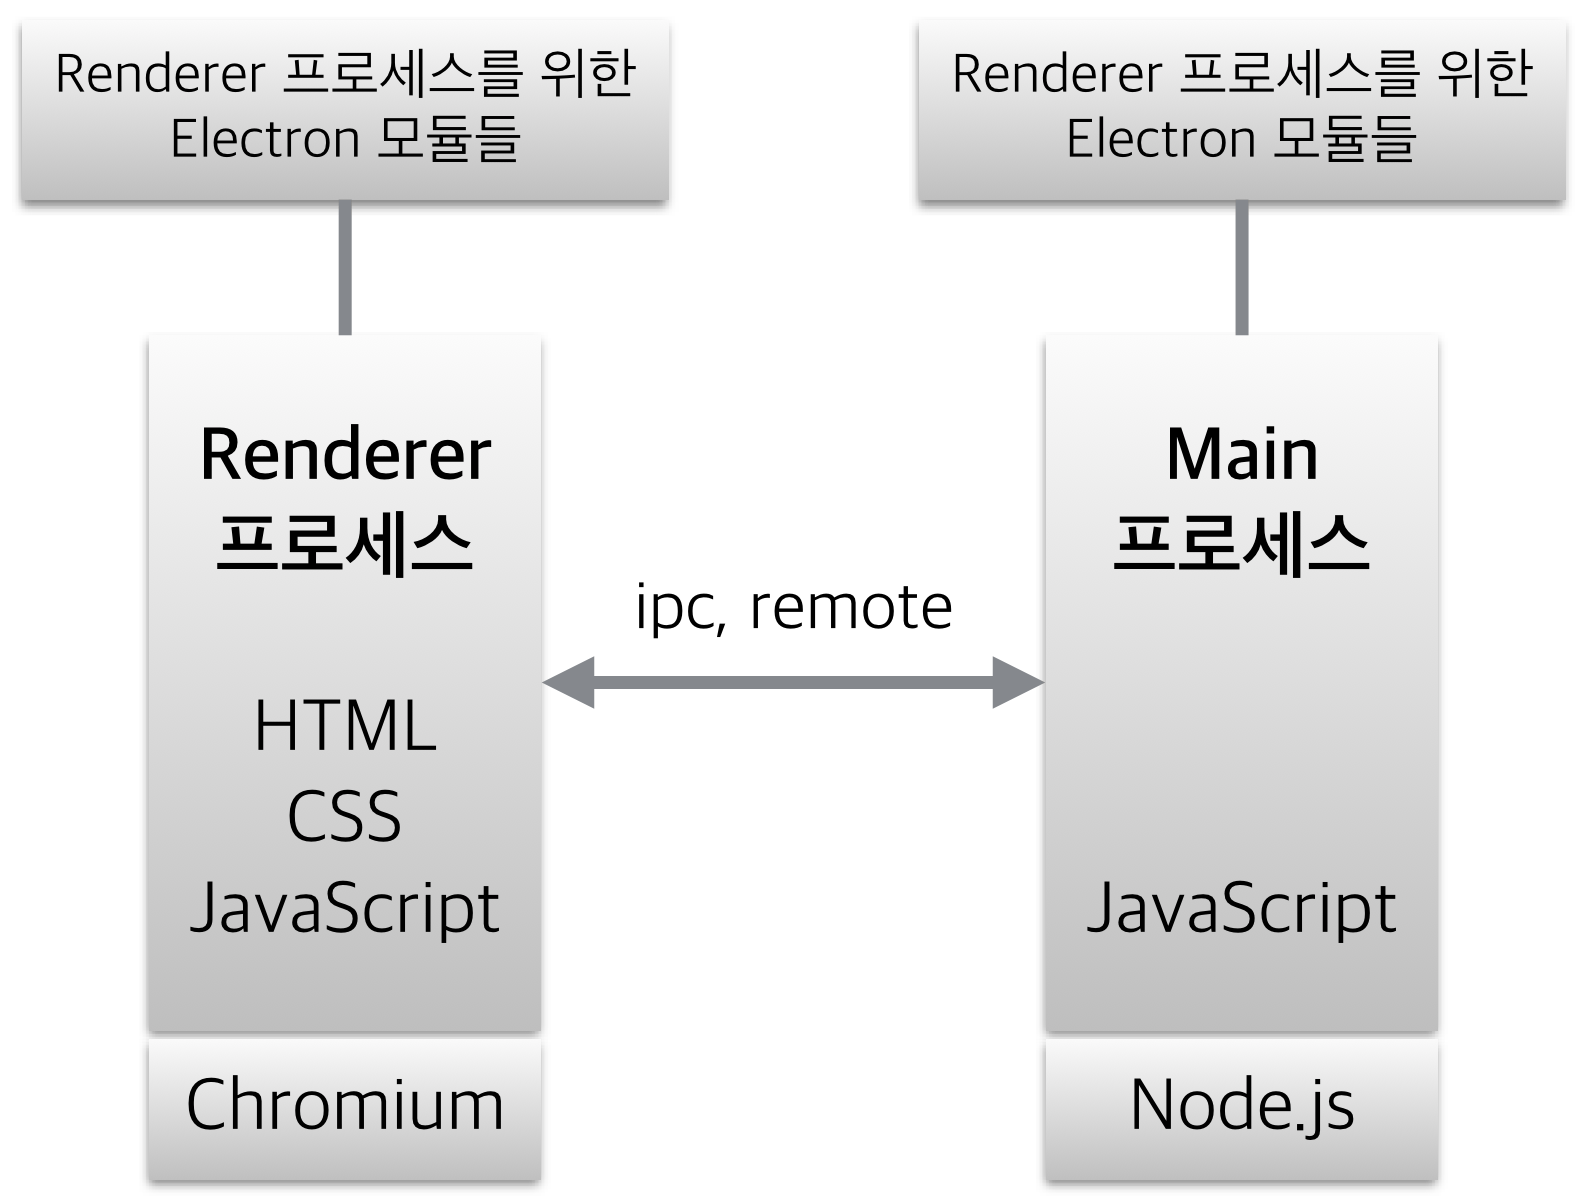 Renderer 프로세스를 위한
Electron 모듈들
Renderer 프로세스를 위한
Electron 모듈들
Renderer
프로세스
HTML
CSS
JavaScript
Chromium
ipc, remote
Main
프로세스
JavaScript
Node.js